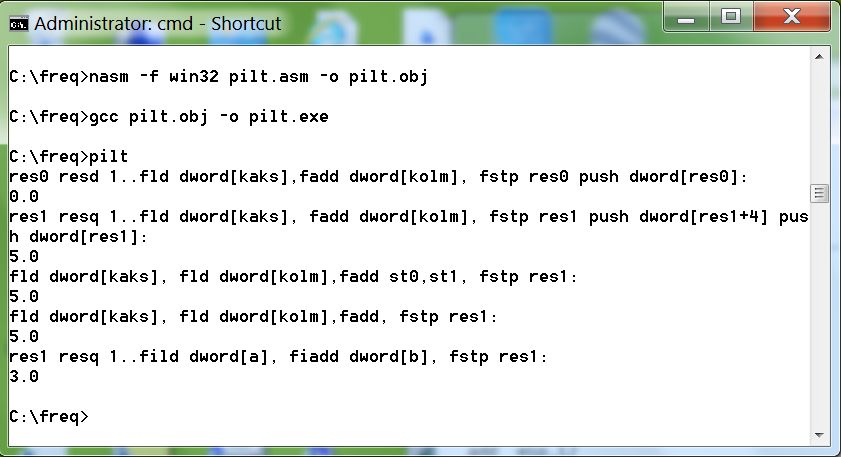 Administrator: cmd - Shortcut
C:\freq>nasm -f win32 pilt.asm -o pilt.obj
C:\freq>gcc pilt.obj -o pilt.exe
C:\freq>pilt
res0 resd 1..fld dword[kaks],fadd dword[kolm], fstp res0 push dword[res0]:
0.0
res1 resq 1..fld dword[kaks], fadd dword[kolm], fstp res1 push dword[res1+4] pus
h dword[res1]:
5.0
fld dword[kaks], fld dword[kolm],fadd st0,st1, fstp res1:
5.0
fld dword[kaks], fld dword[kolm],fadd, fstp res1:
5.0
res1 resq 1..fild dword[a], fiadd dword[b], fstp res1:
3.0
C:\freq>